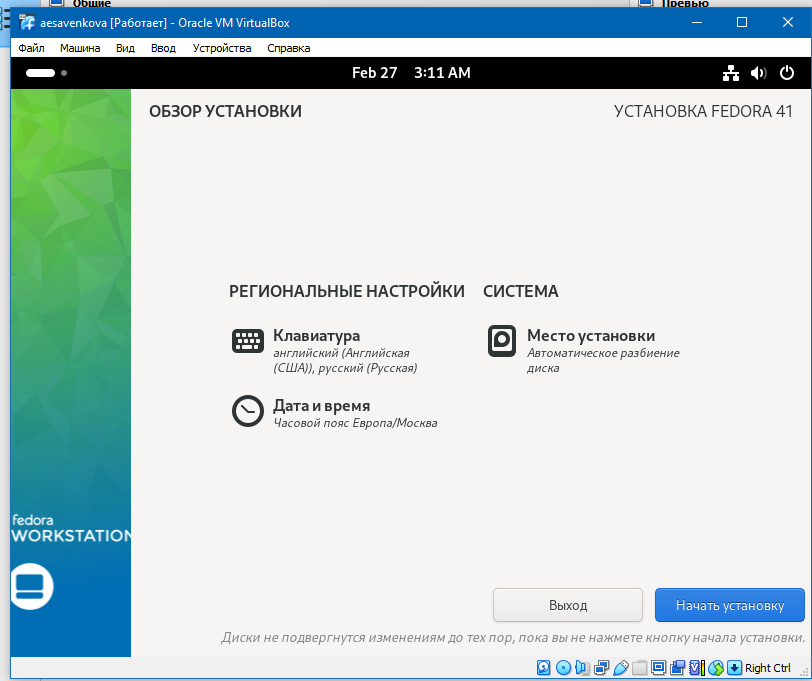 Общие
Превью
aesavenkova [Работает] - Oracle VM VirtualBox
Файл Машина Вид Ввод Устройства Справка
Feb 27 3:11 AM
ОБЗОР УСТАНОВКИ
УСТАНОВКА FEDORA 41
РЕГИОНАЛЬНЫЕ НАСТРОЙКИ
СИСТЕМА
Клавиатура
английский (Английская
(США)), русский (Русская)
Место установки
Автоматическое разбиение
диска
Дата и время
Часовой пояс Европа/Москва
fedora
WORKSTATION
Выход
Начать установку
Диски не подвергнутся изменениям до тех пор, пока вы не нажмете кнопку начала установки.
Right Ctrl